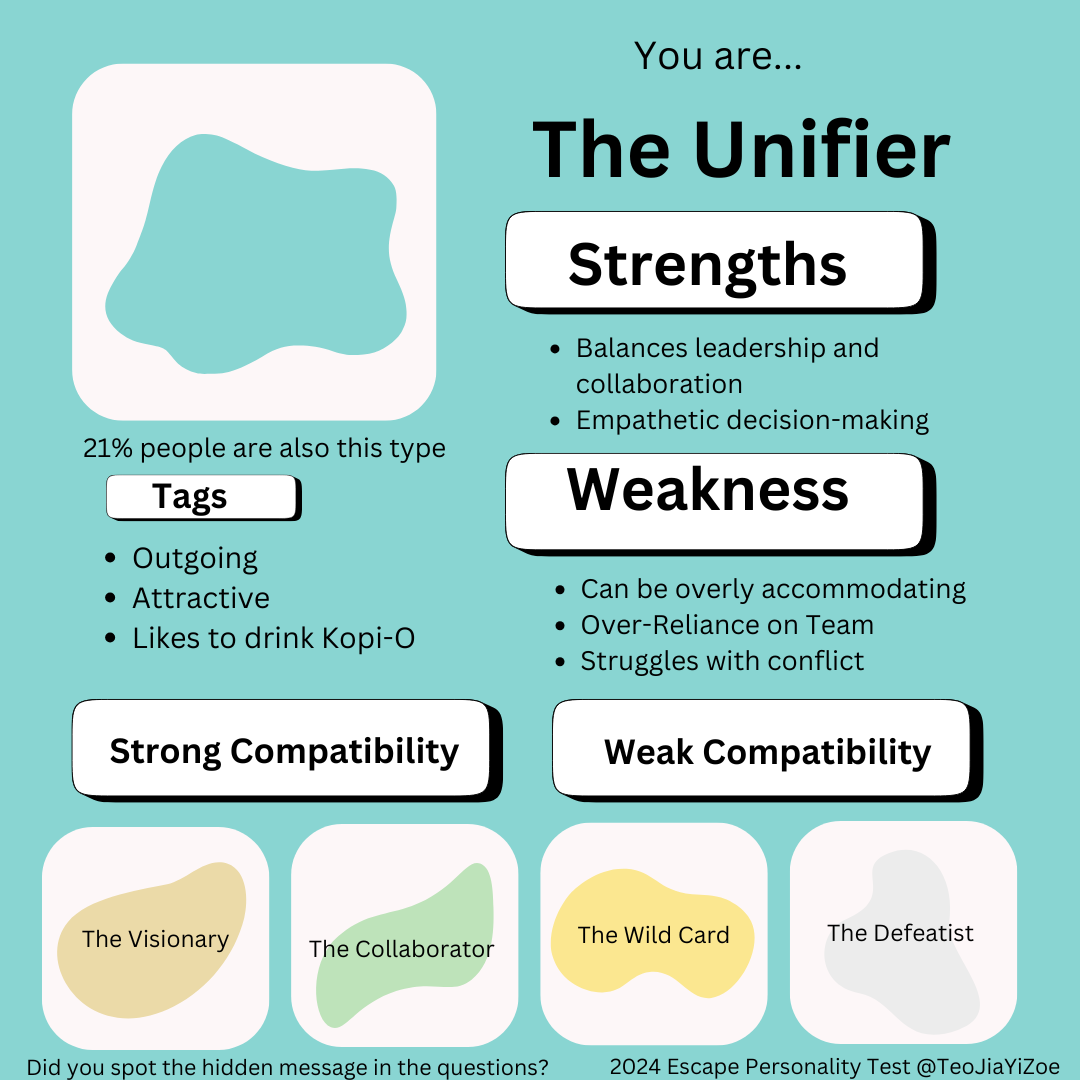 You are...
The Unifier
Strengths
• Balances leadership and
collaboration
• Empathetic decision-making
21% people are also this type
Tags
• Outgoing
• Attractive
• Likes to drink Kopi-O
Weakness
• Can be overly accommodating
• Over-Reliance on Team
• Struggles with conflict
Strong Compatibility
Weak Compatibility
The Visionary
The Collaborator
The Wild Card
The Defeatist
Did you spot the hidden message in the questions?
2024 Escape Personality Test @TeoJiaYiZoe